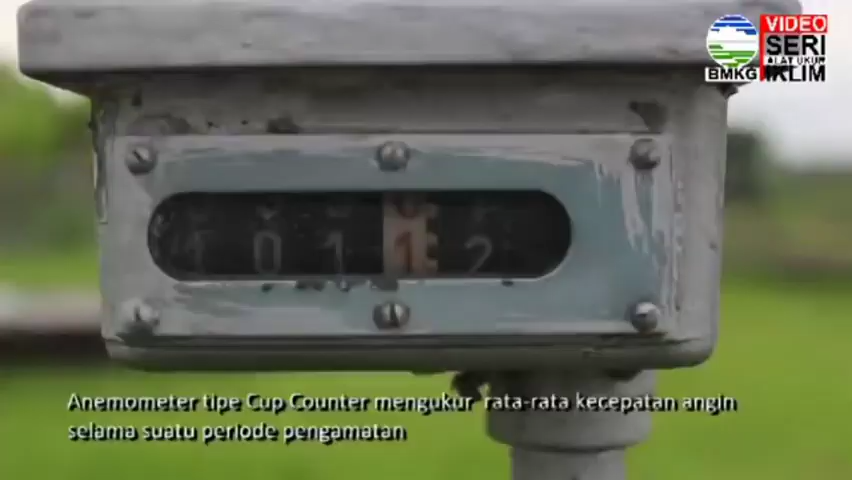 VIDEO
SERI
ALAT UKUR
BMKG IKLIM
1 0 1 1 2
Anemometer tipe Cup Counter mengukur rata-rata kecepatan angin
selama suatu periode pengamatan